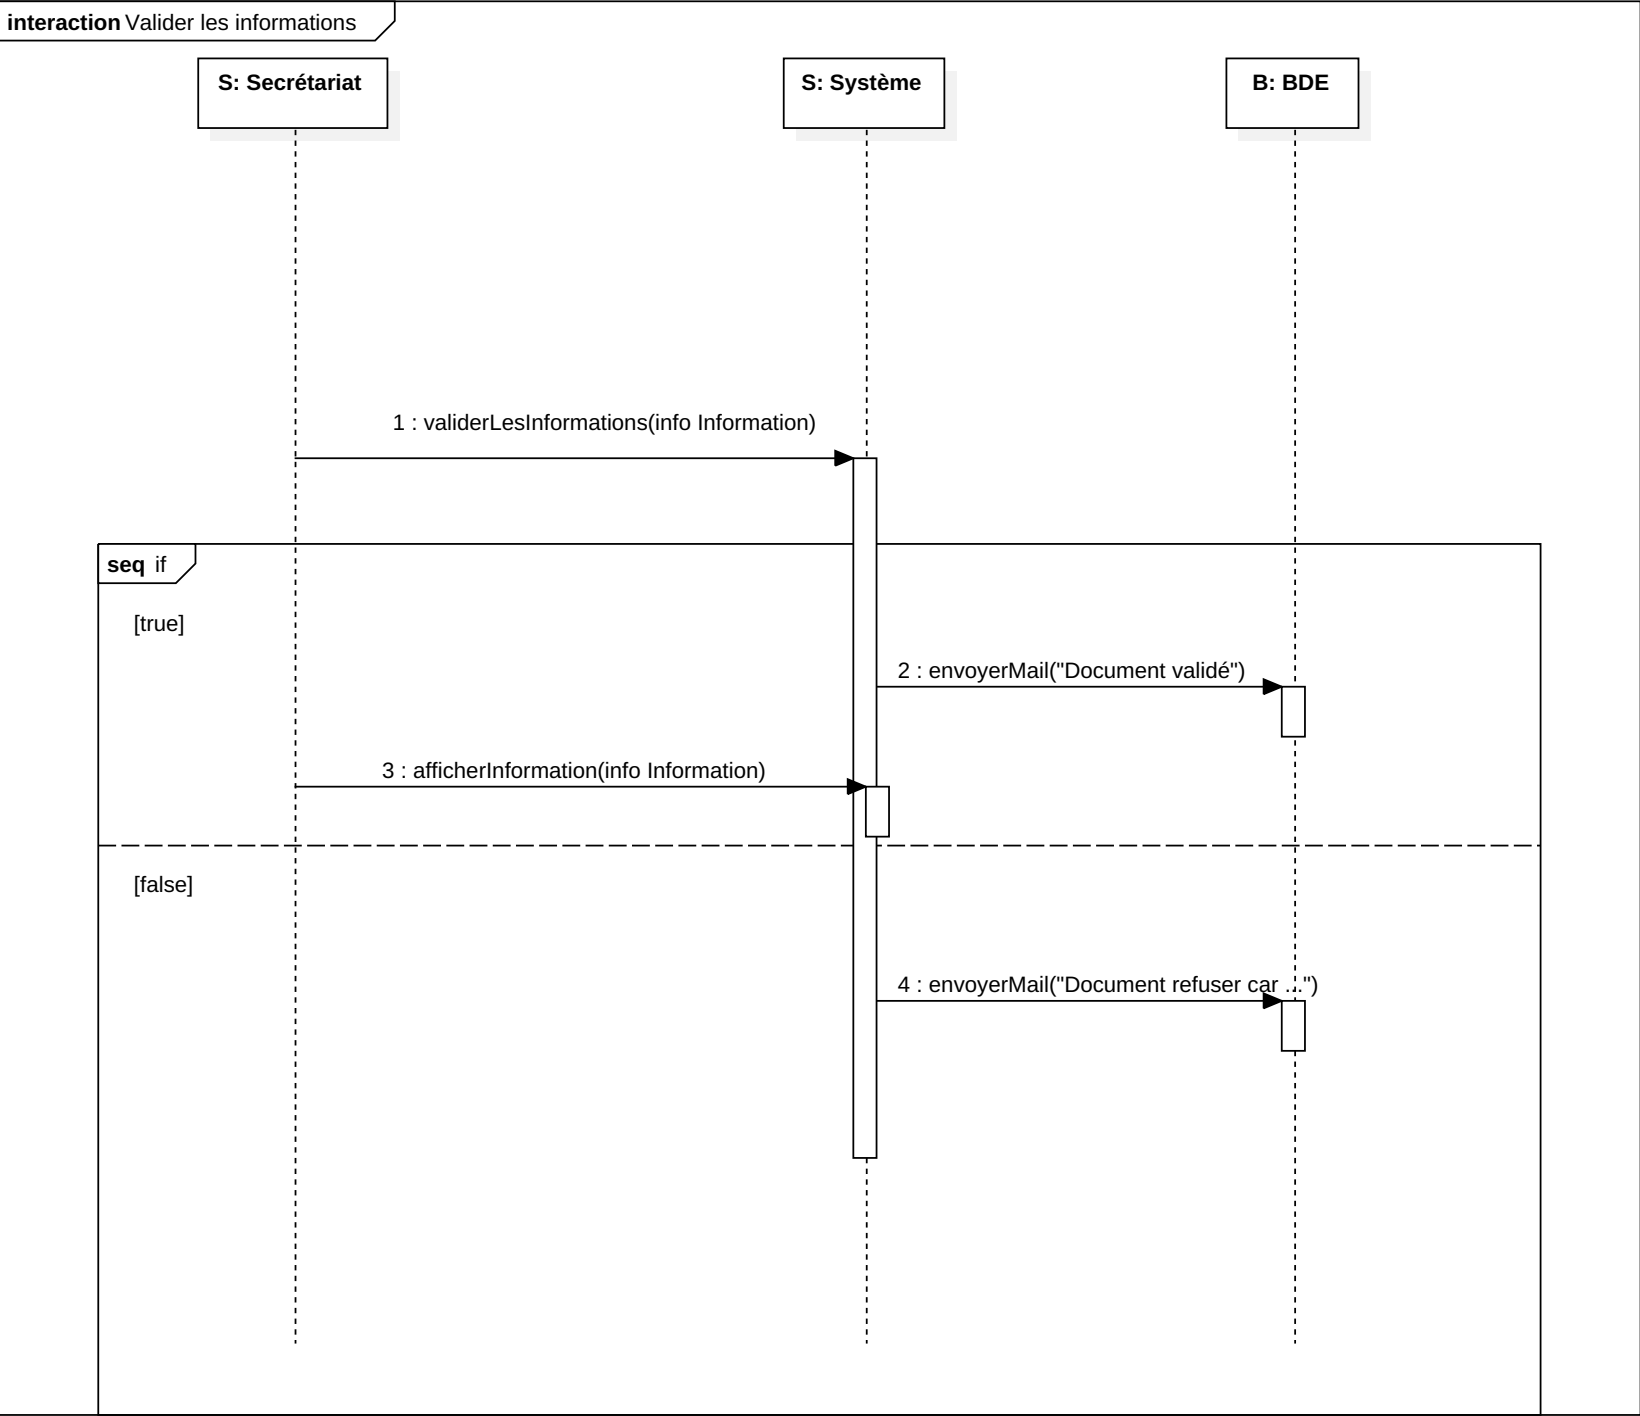 interaction Valider les informations
S: Secrétariat
S: Système
B: BDE
1 : validerLesInformations(info Information)
seq if
[true]
2 : envoyerMail("Document validé")
3 : afficherInformation(info Information)
[false]
4 : envoyerMail("Document refuser car ...")